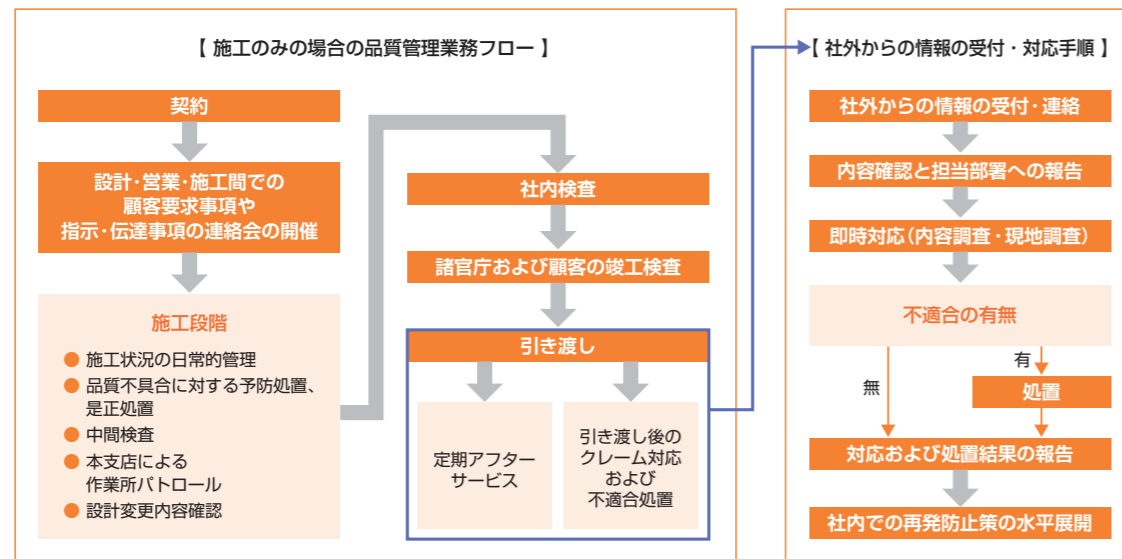 【 施工のみの場合の品質管理業務フロー 】
契約
設計・営業・施工間での
顧客要求事項や
指示・伝達事項の連絡会の開催
施工段階
● 施工状況の日常的管理
● 品質不具合に対する予防処置、
是正処置
● 中間検査
● 本支店による
作業所パトロール
● 設計変更内容確認
社内検査
諸官庁および顧客の竣工検査
引き渡し
定期アフター
サービス
引き渡し後の
クレーム対応
および
不適合処置
【 社外からの情報の受付・対応手順 】
社外からの情報の受付・連絡
内容確認と担当部署への報告
即時対応（内容調査・現地調査）
不適合の有無
有
無
処置
対応および処置結果の報告
社内での再発防止策の水平展開